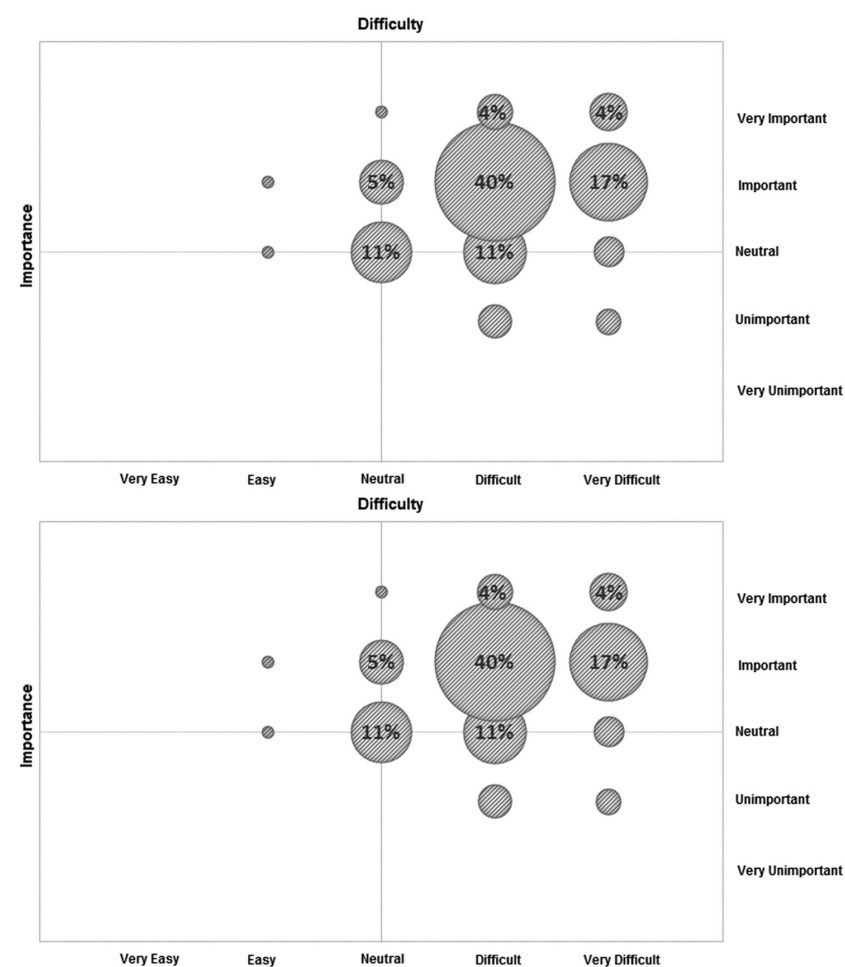 Difficulty
4% 4% Very Important
5% 40% 17% Important
Importance
11% 11% Neutral
Unimportant
Very Unimportant
Very Easy Easy Neutral Difficult Very Difficult
Difficulty
4% 4% Very Important
5% 40% 17% Important
Importance
11% 11% Neutral
Unimportant
Very Unimportant
Very Easy Easy Neutral Difficult Very Difficult